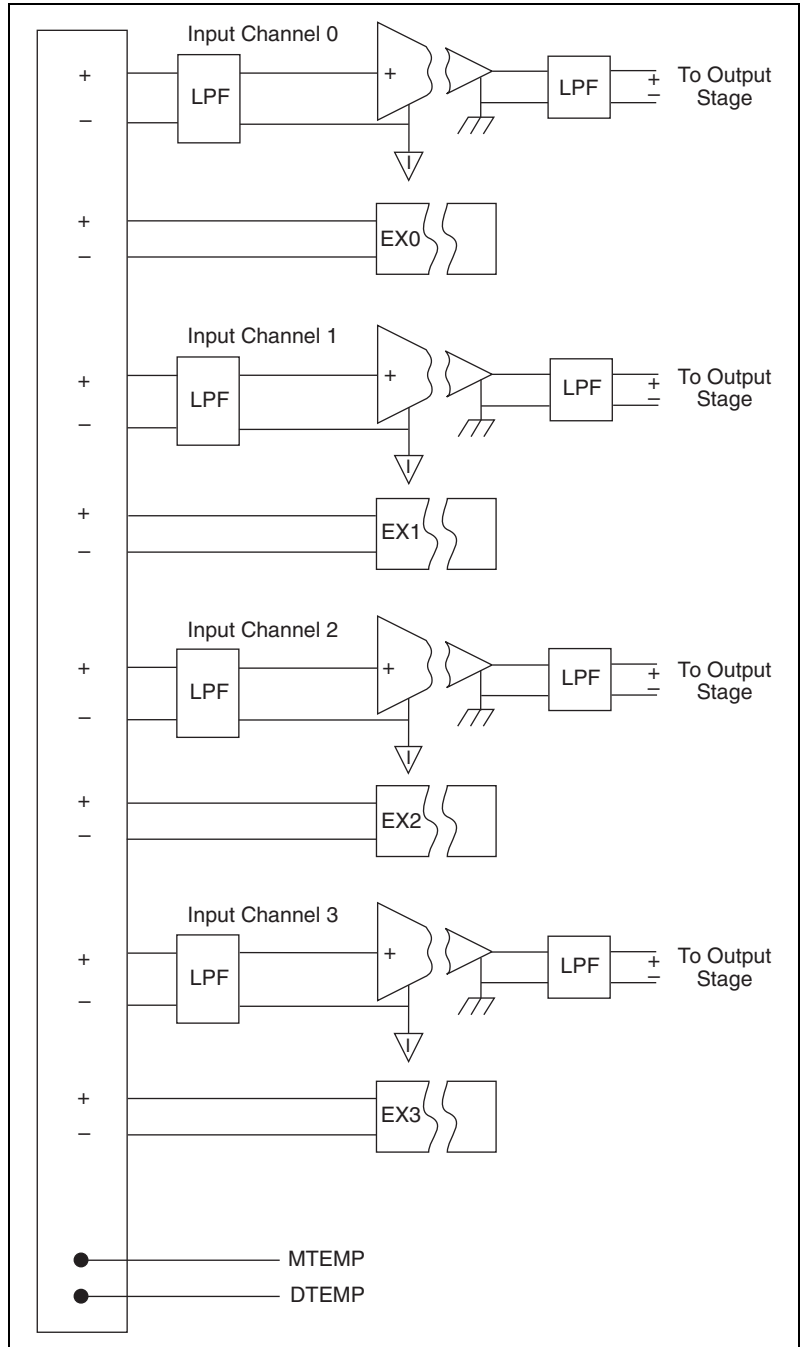 Input Channel 0
+
LPF
+
LPF
+
To Output
Stage
–
–
I
+
–
EX0
Input Channel 1
+
LPF
+
LPF
+
To Output
Stage
–
–
I
+
–
EX1
Input Channel 2
+
LPF
+
LPF
+
To Output
Stage
–
–
I
+
–
EX2
Input Channel 3
+
LPF
+
LPF
+
To Output
Stage
–
–
I
+
–
EX3
MTEMP
DTEMP